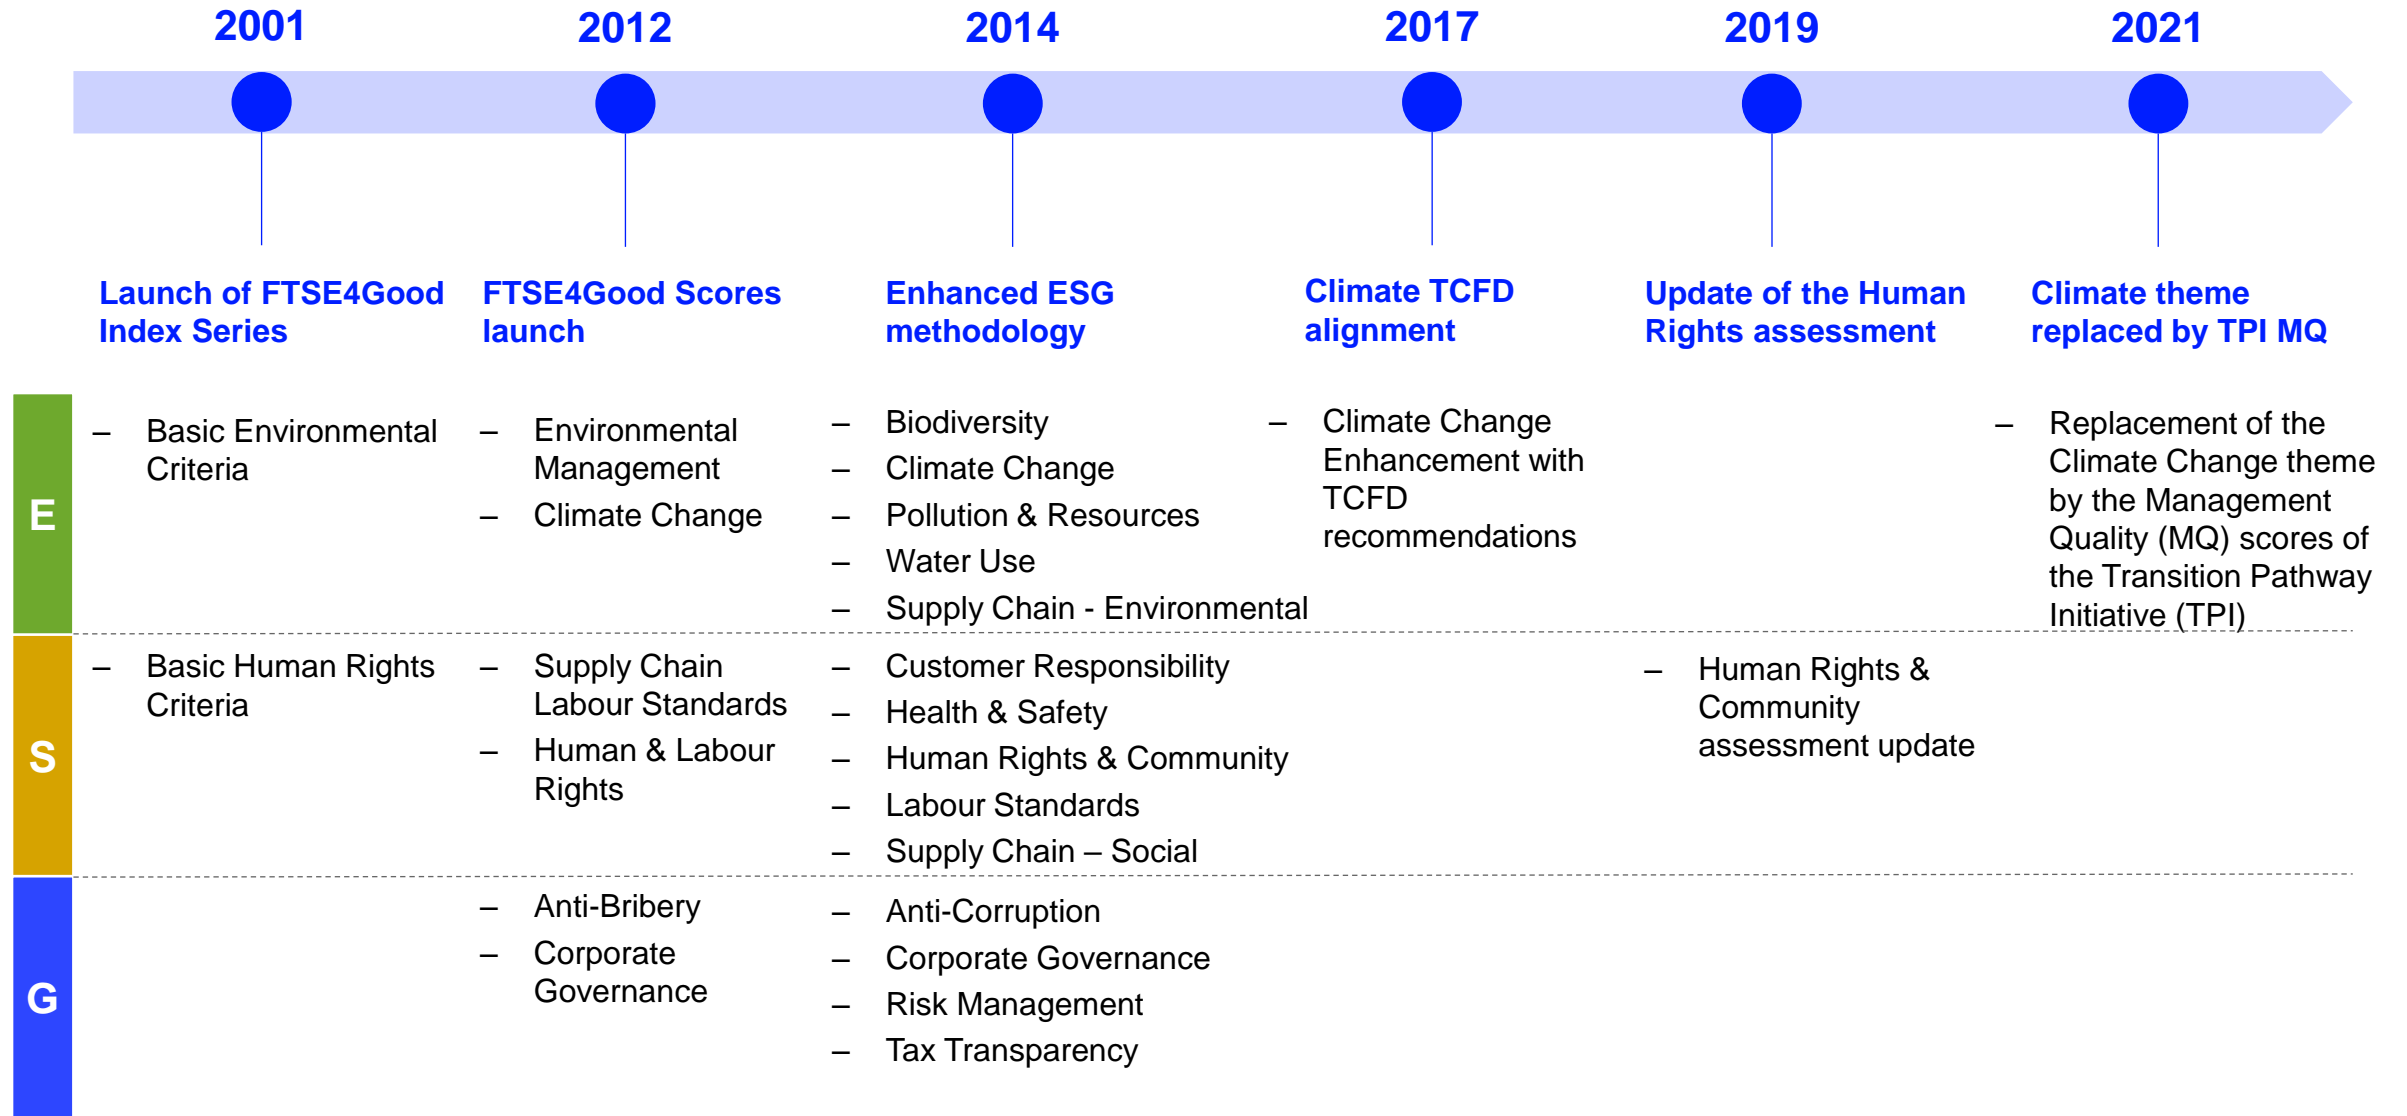 2001
2012
2014
2017
2019
2021
Launch of FTSE4Good
Index Series
FTSE4Good Scores
launch
Enhanced ESG
methodology
Climate TCFD
alignment
Update of the Human
Rights assessment
Climate theme
replaced by TPI MQ
E
– Basic Environmental
Criteria
– Environmental
Management
– Climate Change
– Biodiversity
– Climate Change
– Pollution & Resources
– Water Use
– Supply Chain - Environmental
– Climate Change
Enhancement with
TCFD
recommendations
– Replacement of the
Climate Change theme
by the Management
Quality (MQ) scores of
the Transition Pathway
Initiative (TPI)
S
– Basic Human Rights
Criteria
– Supply Chain
Labour Standards
– Human & Labour
Rights
– Customer Responsibility
– Health & Safety
– Human Rights & Community
– Labour Standards
– Supply Chain – Social
– Human Rights &
Community
assessment update
G
– Anti-Bribery
– Corporate
Governance
– Anti-Corruption
– Corporate Governance
– Risk Management
– Tax Transparency